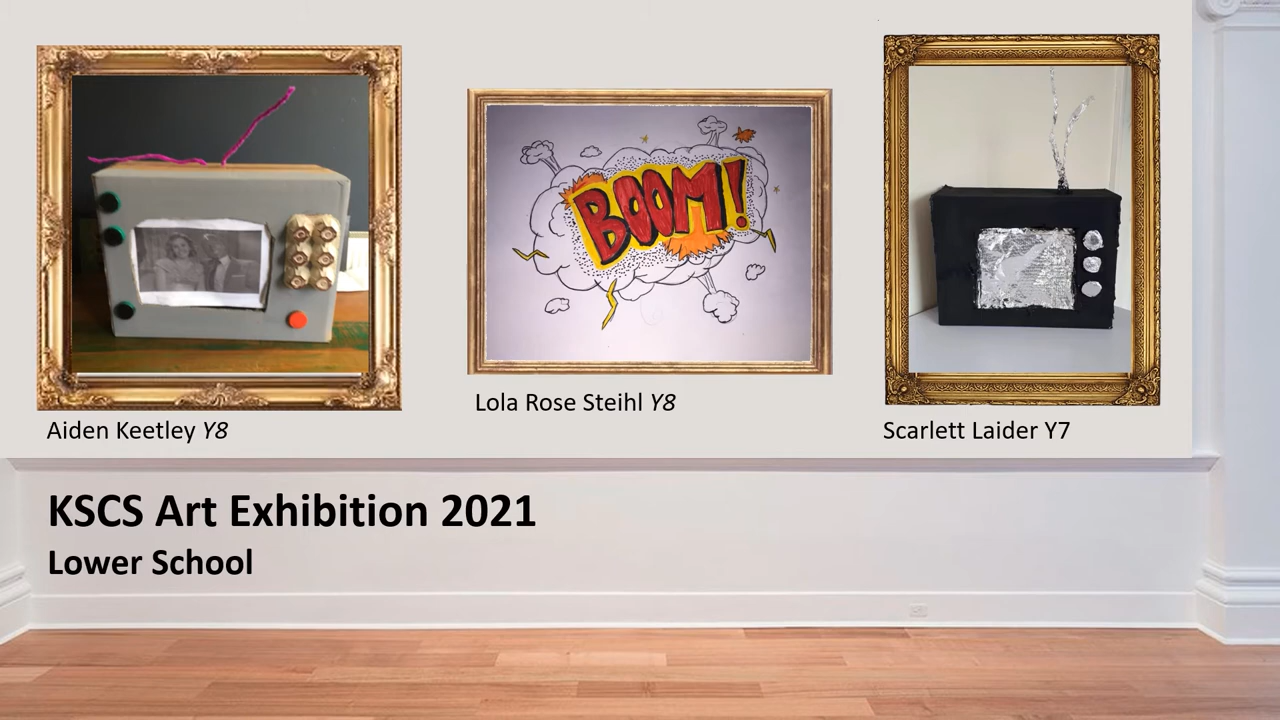 BOOM!
Lola Rose Steihl Y8
Aiden Keetley Y8
Scarlett Laider Y7
KSCS Art Exhibition 2021
Lower School